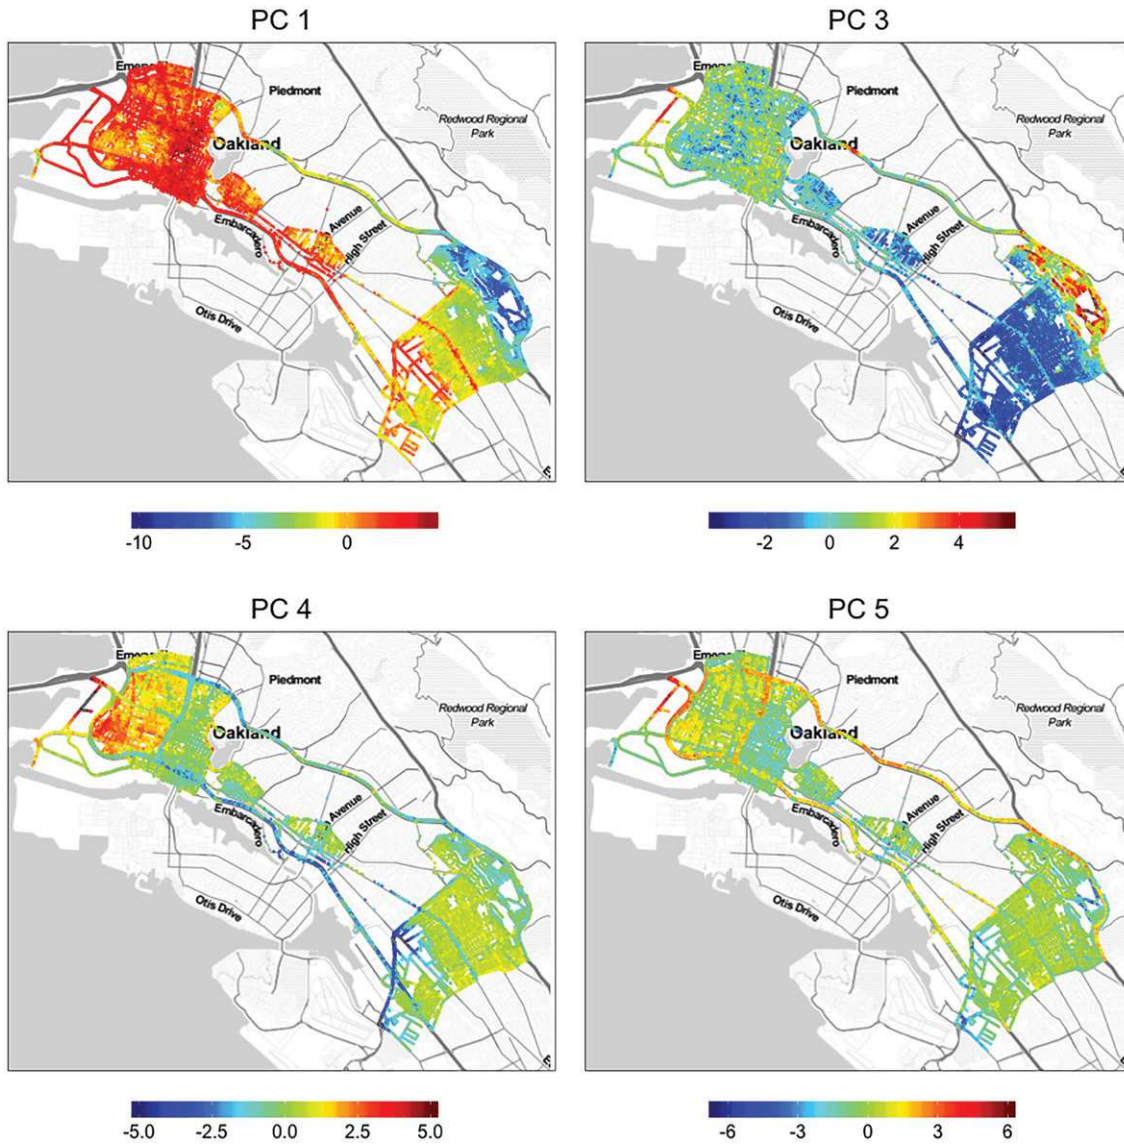 PC 1
PC 3
Piedmont
Redwood Regional
Park
Oakland
Embarcadero
Avenue
High Street
Otis Drive
Piedmont
Redwood Regional
Park
Oakland
Embarcadero
Avenue
High Street
Otis Drive
-10 -5 0
-2 0 2 4
PC 4
PC 5
Piedmont
Redwood Regional
Park
Oakland
Embarcadero
Avenue
High Street
Otis Drive
Piedmont
Redwood Regional
Park
Oakland
Embarcadero
Avenue
High Street
Otis Drive
-5.0 -2.5 0.0 2.5 5.0
-6 -3 0 3 6